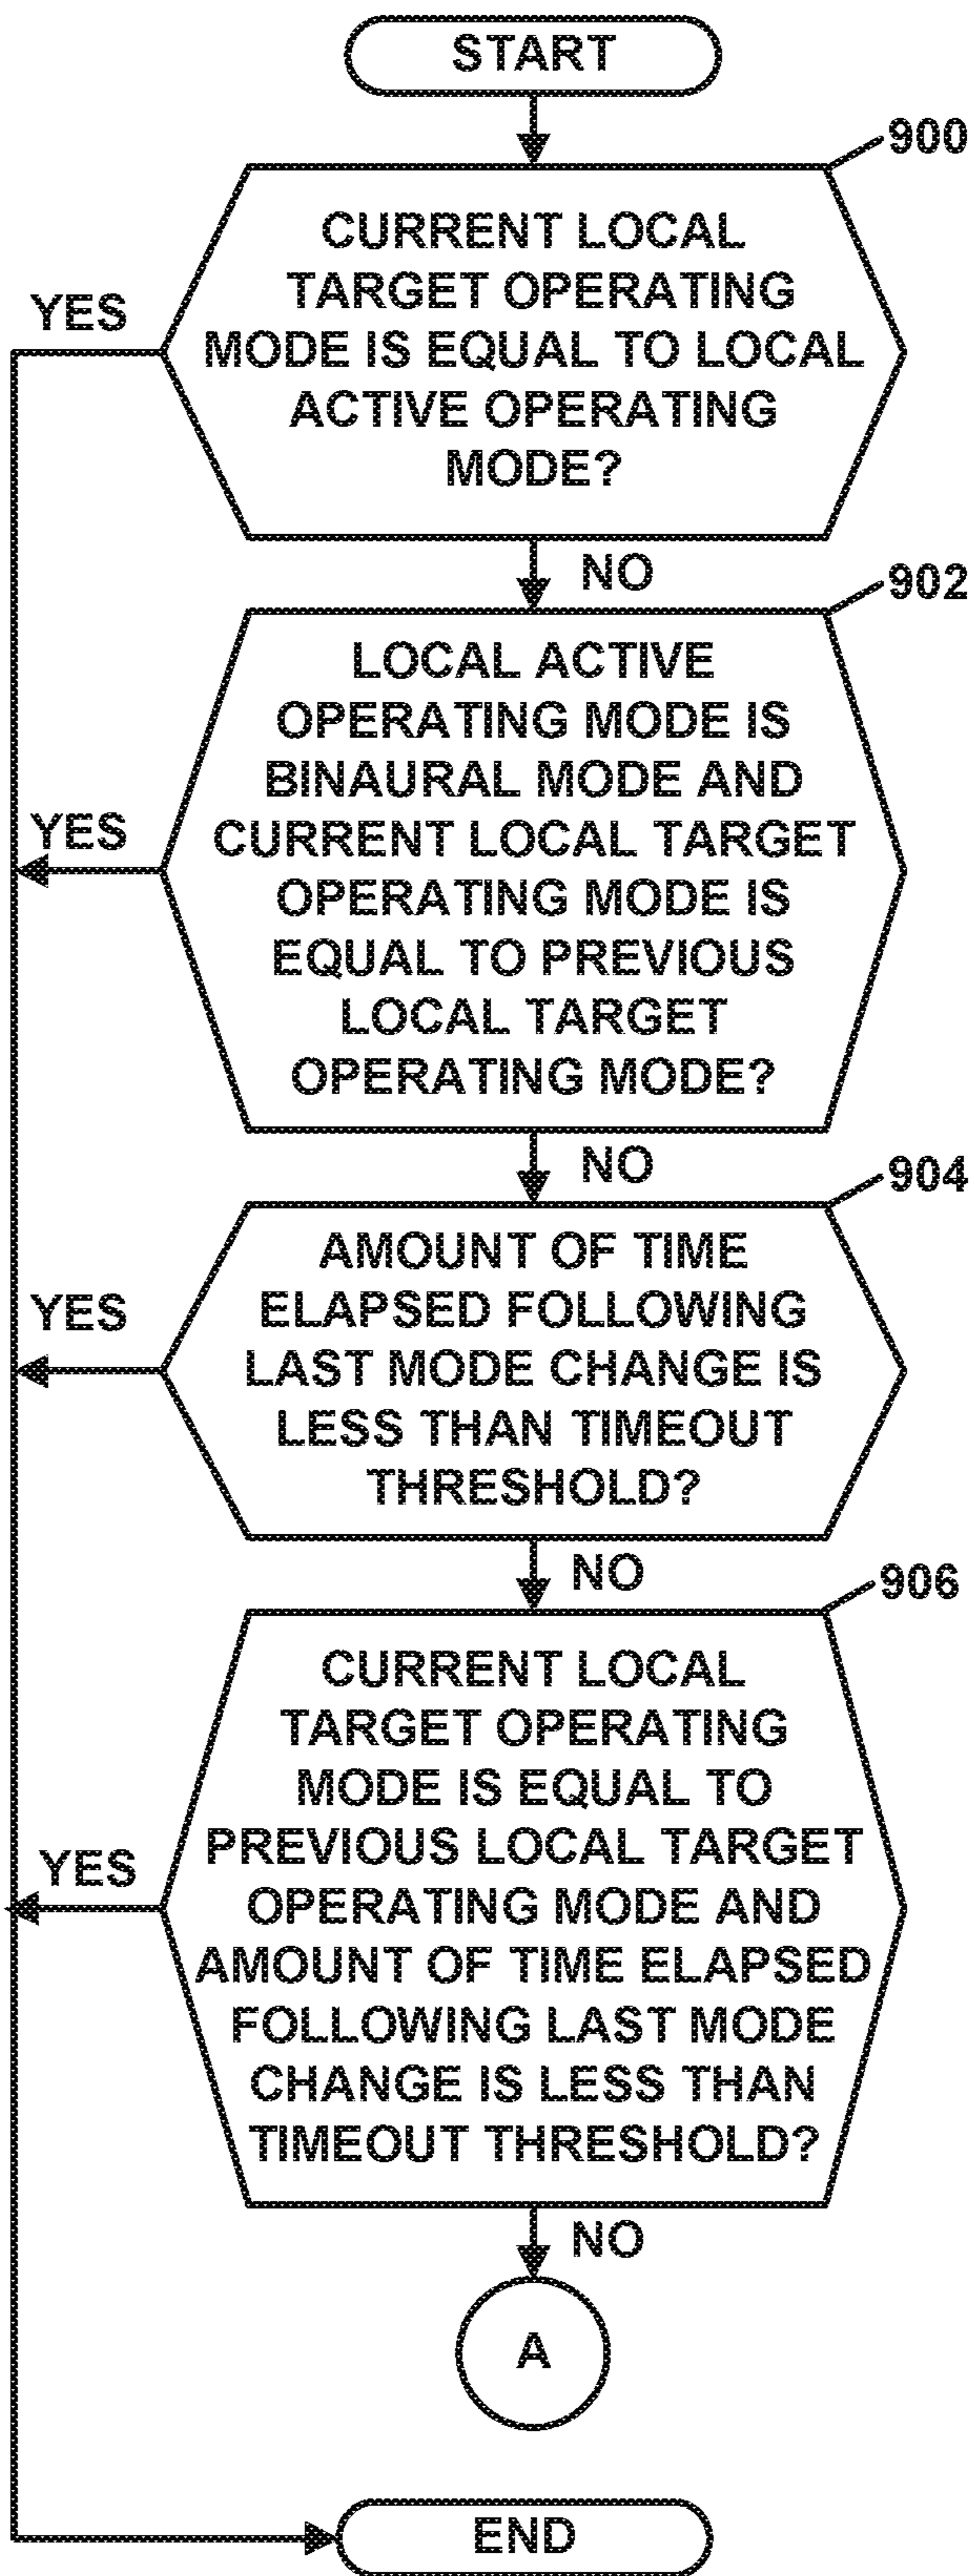 START
900
CURRENT LOCAL
TARGET OPERATING
MODE IS EQUAL TO LOCAL
ACTIVE OPERATING
MODE?
YES
NO
902
LOCAL ACTIVE
OPERATING MODE IS
BINAURAL MODE AND
CURRENT LOCAL TARGET
OPERATING MODE IS
EQUAL TO PREVIOUS
LOCAL TARGET
OPERATING MODE?
YES
NO
904
AMOUNT OF TIME
ELAPSED FOLLOWING
LAST MODE CHANGE IS
LESS THAN TIMEOUT
THRESHOLD?
YES
NO
906
CURRENT LOCAL
TARGET OPERATING
MODE IS EQUAL TO
PREVIOUS LOCAL TARGET
OPERATING MODE AND
AMOUNT OF TIME ELAPSED
FOLLOWING LAST MODE
CHANGE IS LESS THAN
TIMEOUT THRESHOLD?
YES
NO
A
END